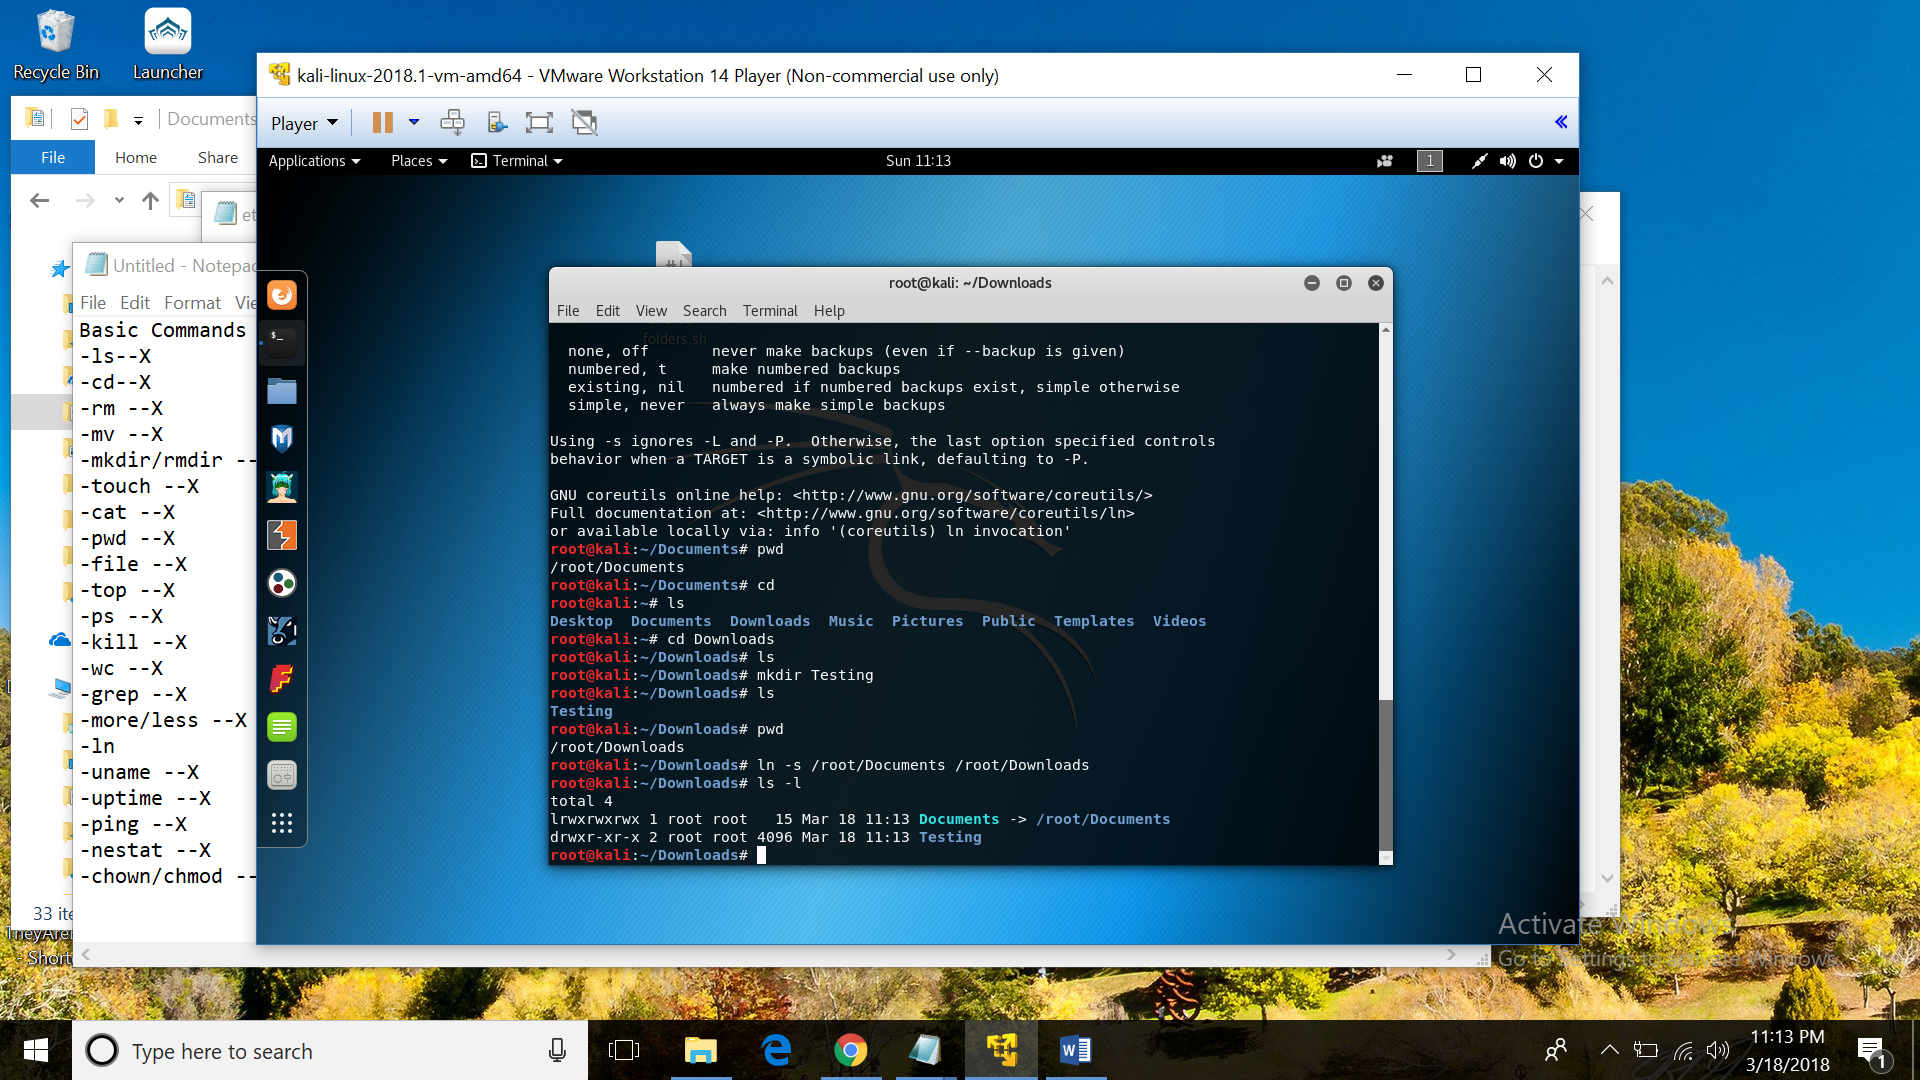 Recycle Bin
Launcher
kali-linux-2018.1-vm-amd64 - VMware Workstation 14 Player (Non-commercial use only)
Documents
Player
File Home Share
Applications Places Terminal Sun 11:13 1
et
Untitled - Notepad
File Edit Format Vie
Basic Commands
-ls--X
-cd--X
-rm --X
-mv --X
-mkdir/rmdir --
-touch --X
-cat --X
-pwd --X
-file --X
-top --X
-ps --X
-kill --X
-wc --X
-grep --X
-more/less --X
-ln
-uname --X
-uptime --X
-ping --X
-nestat --X
-chown/chmod --
33 ite
TheyAre
- Short
root@kali: ~/Downloads
File Edit View Search Terminal Help
folders.sh
none, off never make backups (even if --backup is given)
numbered, t make numbered backups
existing, nil numbered if numbered backups exist, simple otherwise
simple, never always make simple backups
Using -s ignores -L and -P. Otherwise, the last option specified controls
behavior when a TARGET is a symbolic link, defaulting to -P.
GNU coreutils online help: <http://www.gnu.org/software/coreutils/>
Full documentation at: <http://www.gnu.org/software/coreutils/ln>
or available locally via: info '(coreutils) ln invocation'
root@kali:~/Documents# pwd
/root/Documents
root@kali:~/Documents# cd
root@kali:~# ls
Desktop Documents Downloads Music Pictures Public Templates Videos
root@kali:~# cd Downloads
root@kali:~/Downloads# ls
root@kali:~/Downloads# mkdir Testing
root@kali:~/Downloads# ls
Testing
root@kali:~/Downloads# pwd
/root/Downloads
root@kali:~/Downloads# ln -s /root/Documents /root/Downloads
root@kali:~/Downloads# ls -l
total 4
lrwxrwxrwx 1 root root 15 Mar 18 11:13 Documents -> /root/Documents
drwxr-xr-x 2 root root 4096 Mar 18 11:13 Testing
root@kali:~/Downloads#
Activate Windows
Go to Settings to activate Windows.
Type here to search
11:13 PM
3/18/2018
1